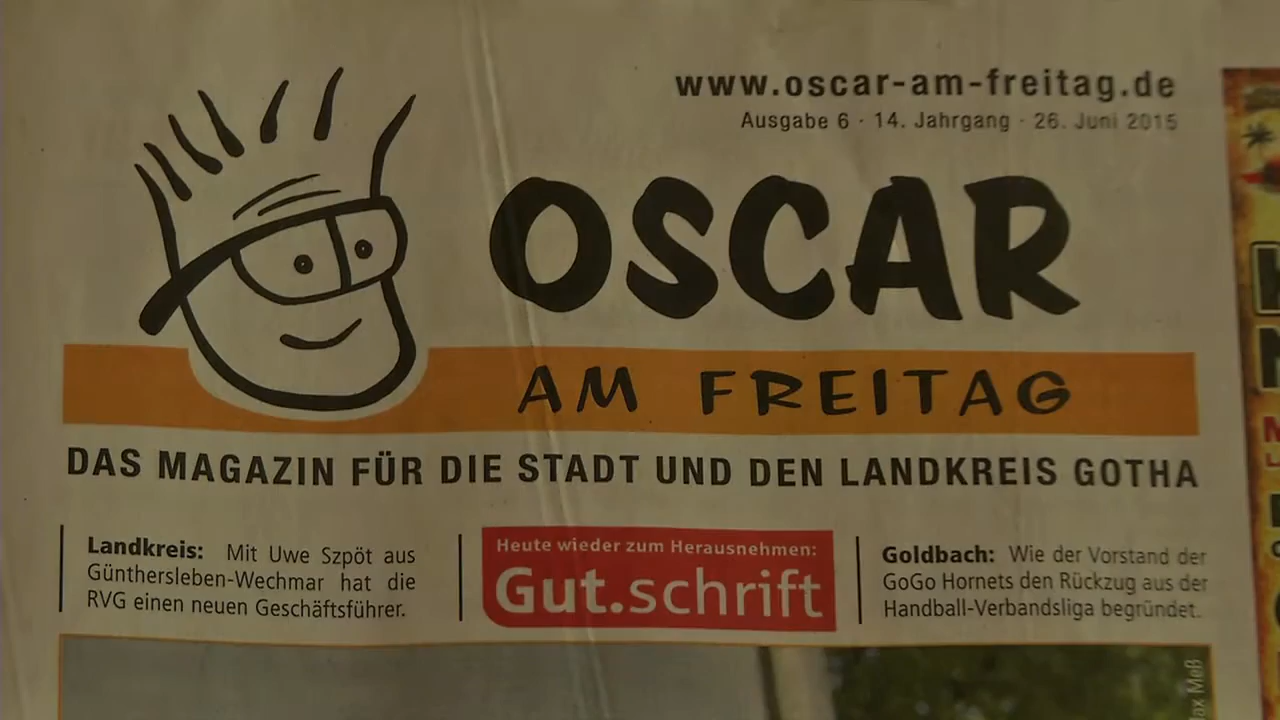 www.oscar-am-freitag.de
Ausgabe 6 · 14. Jahrgang · 26. Juni 2015
OSCAR
AM FREITAG
DAS MAGAZIN FÜR DIE STADT UND DEN LANDKREIS GOTHA
Landkreis: Mit Uwe Szpöt aus
Günthersleben-Wechmar hat die
RVG einen neuen Geschäftsführer.
Heute wieder zum Herausnehmen:
Gut.schrift
Goldbach: Wie der Vorstand der
GoGo Hornets den Rückzug aus der
Handball-Verbandsliga begründet.